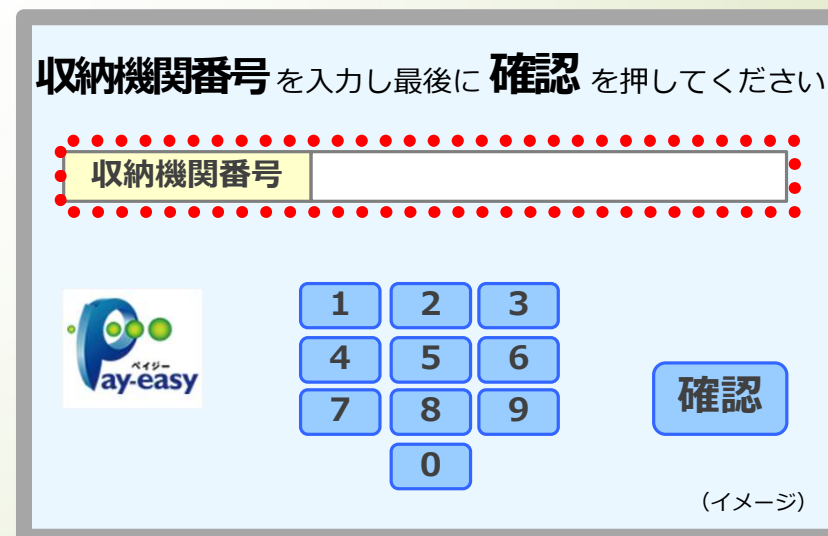 収納機関番号を入力し最後に 確認 を押してください
収納機関番号
ペイジー
Pay-easy
1 2 3
4 5 6
7 8 9
0
確認
(イメージ)